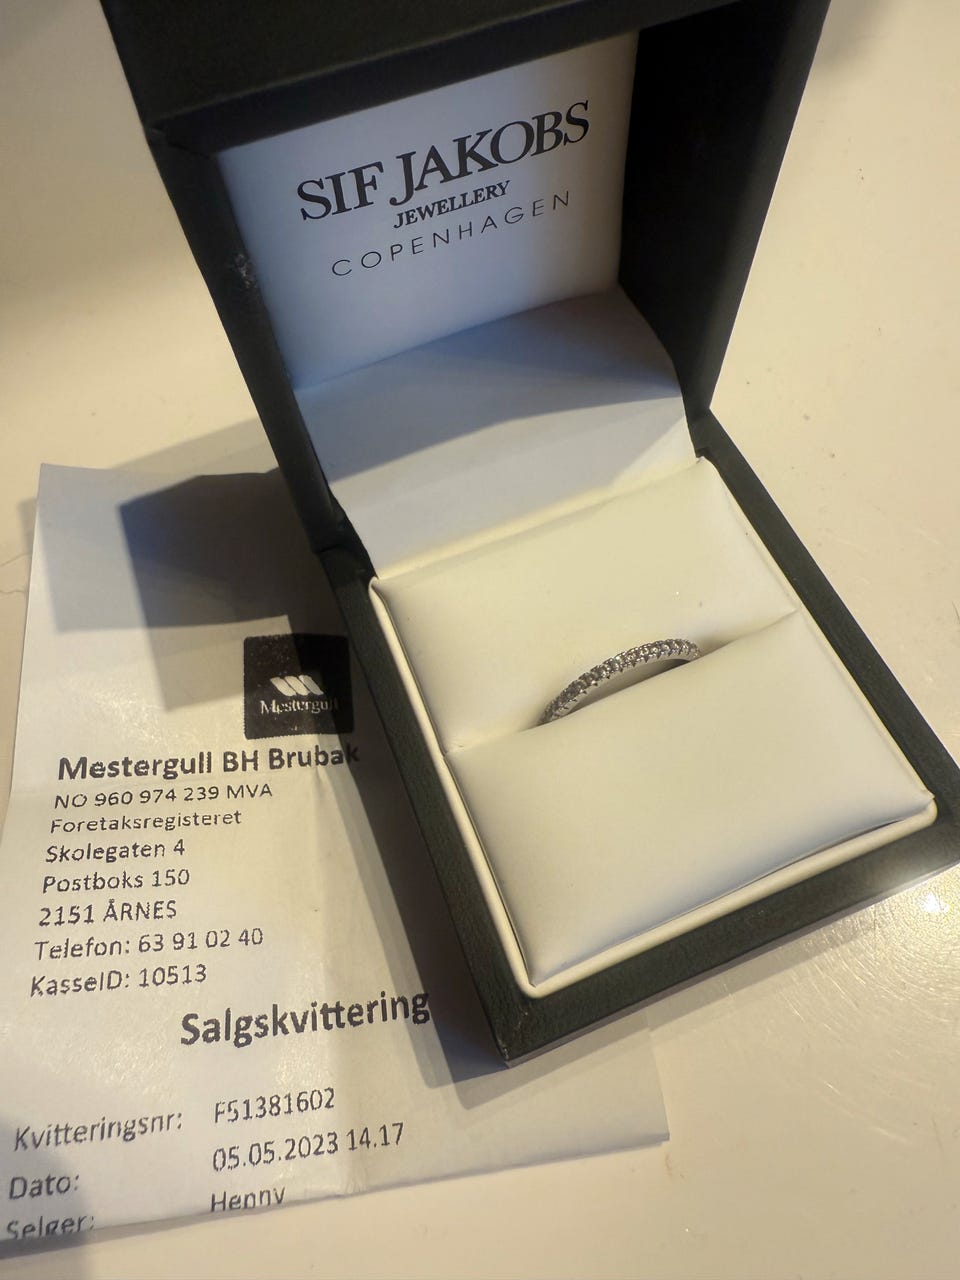 SIF JAKOBS
JEWELLERY
COPENHAGEN
Mestergull
Mestergull BH Brubak
NO 960 974 239 MVA
Foretaksregisteret
Skolegaten 4
Postboks 150
2151 ÅRNES
Telefon: 63 91 02 40
KasseID: 10513
Salgskvittering
Kvitteringsnr: F51381602
Dato: 05.05.2023 14.17
Selger: Henny